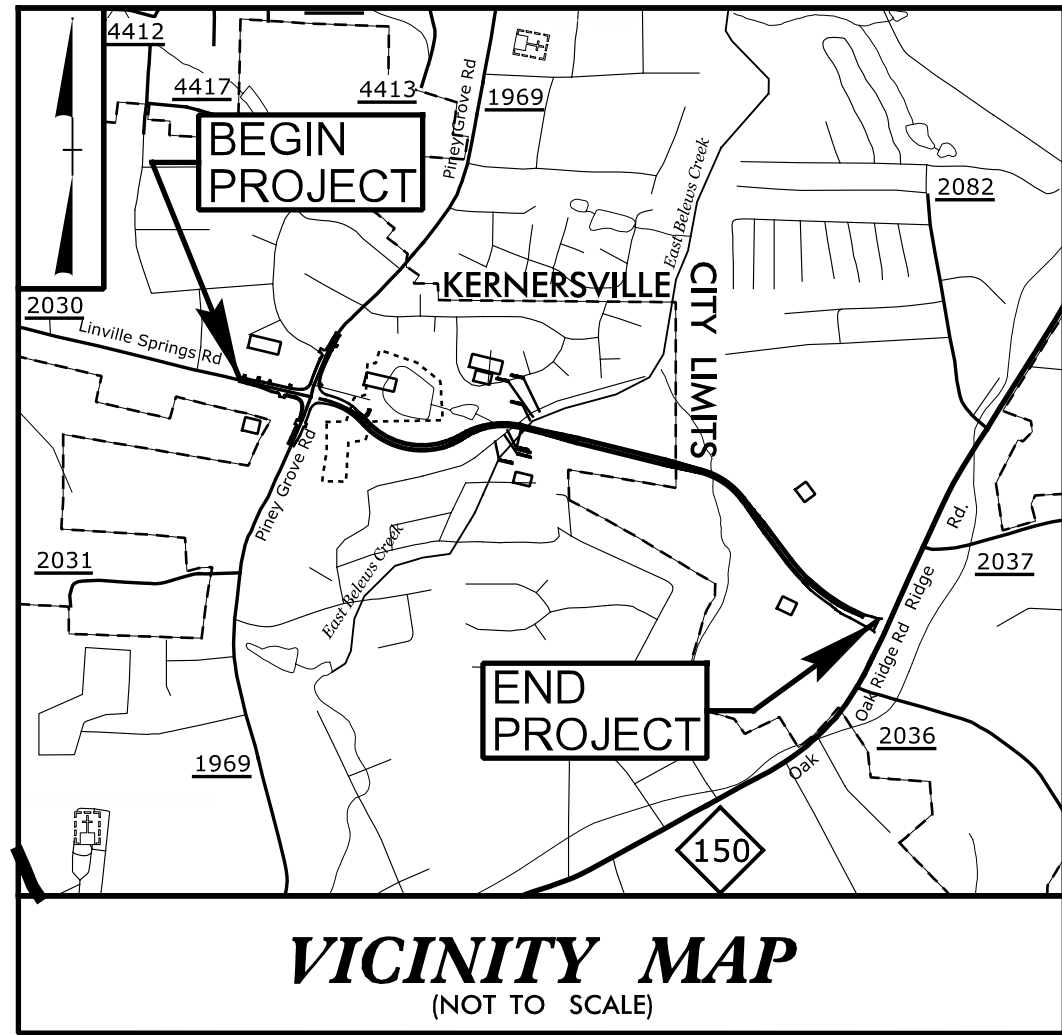 4412
4417
4413
1969
Piney Grove Rd
BEGIN
PROJECT
East Belews Creek
2082
KERNERSVILLE
CITY LIMITS
2030
Linville Springs Rd
Piney Grove Rd
2031
East Belews Creek
Oak Ridge Rd
Ridge Rd.
2037
END
PROJECT
2036
1969
Oak
150
VICINITY MAP
(NOT TO SCALE)